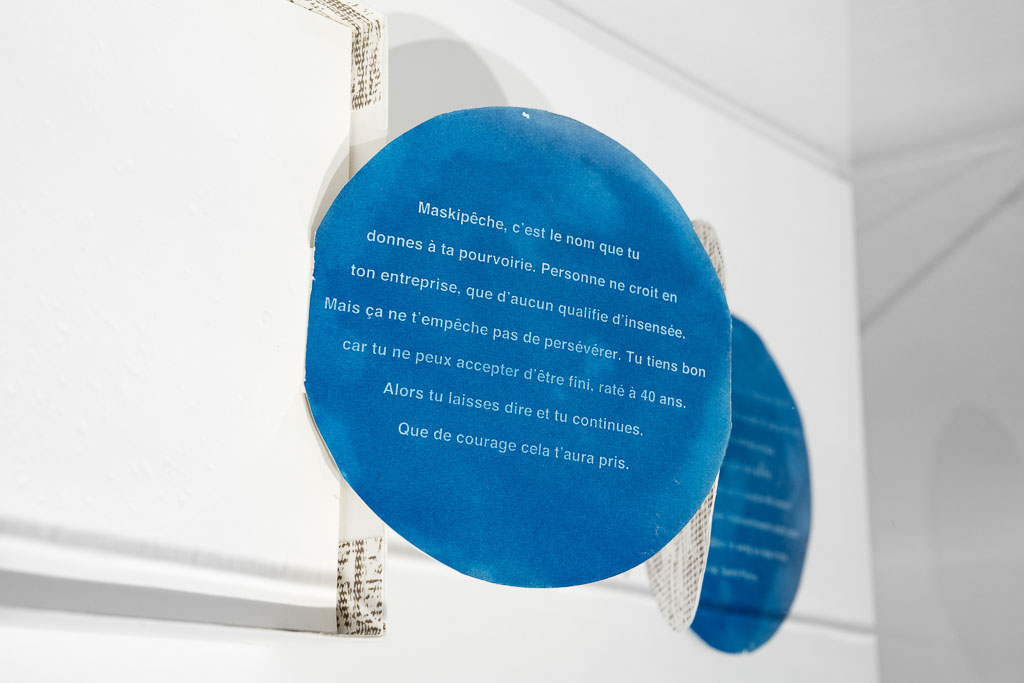 Maskipêche, c'est le nom que tu
donnes à ta pourvoirie. Personne ne croit en
ton entreprise, que d'aucun qualifie d'insensée.
Mais ça ne t'empêche pas de persévérer. Tu tiens bon
car tu ne peux accepter d'être fini, raté à 40 ans.
Alors tu laisses dire et tu continues.
Que de courage cela t'aura pris.